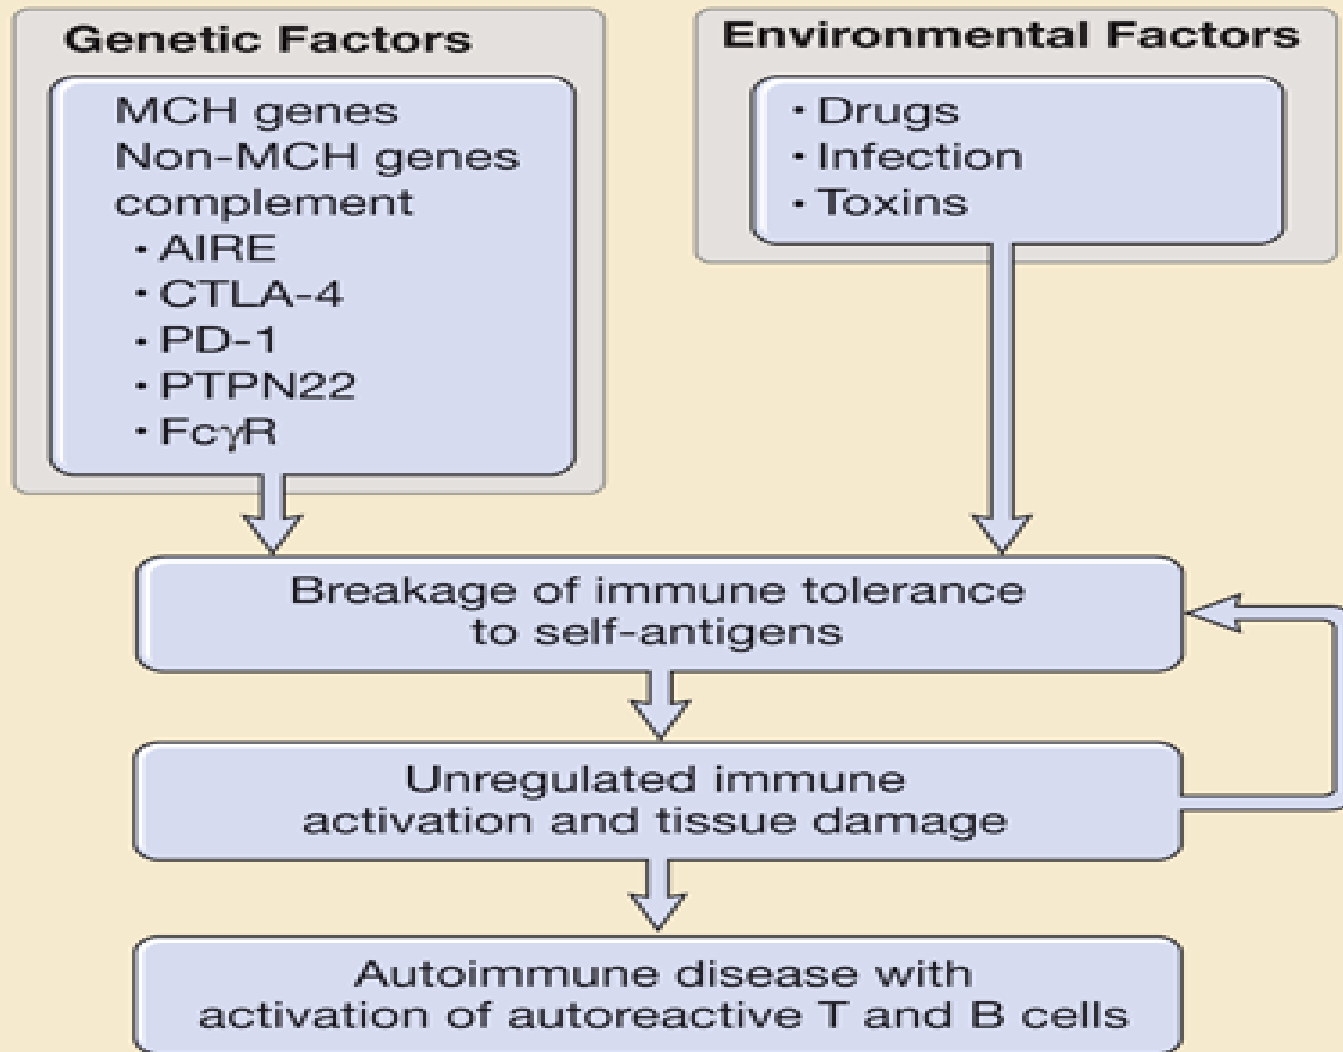 Genetic Factors
MCH genes
Non-MCH genes
complement
• AIRE
• CTLA-4
• PD-1
• PTPN22
• FcγR
Environmental Factors
• Drugs
• Infection
• Toxins
Breakage of immune tolerance
to self-antigens
Unregulated immune
activation and tissue damage
Autoimmune disease with
activation of autoreactive T and B cells